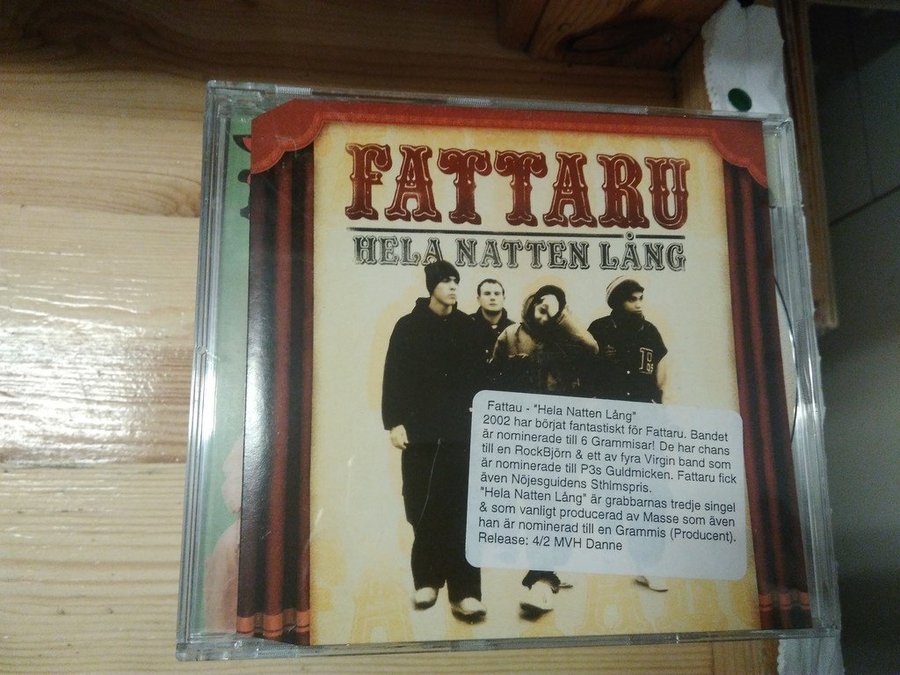 FATTARU
HELA NATTEN LÅNG
Fattau - "Hela Natten Lång"
2002 har börjat fantastiskt för Fattaru. Bandet
är nominerade till 6 Grammisar! De har chans
till en RockBjörn & ett av fyra Virgin band som
är nominerade till P3s Guldmicken. Fattaru fick
även Nöjesguidens Sthlmspris.
"Hela Natten Lång" är grabbarnas tredje singel
& som vanligt producerad av Masse som även
han är nominerad till en Grammis (Producent).
Release: 4/2 MVH Danne